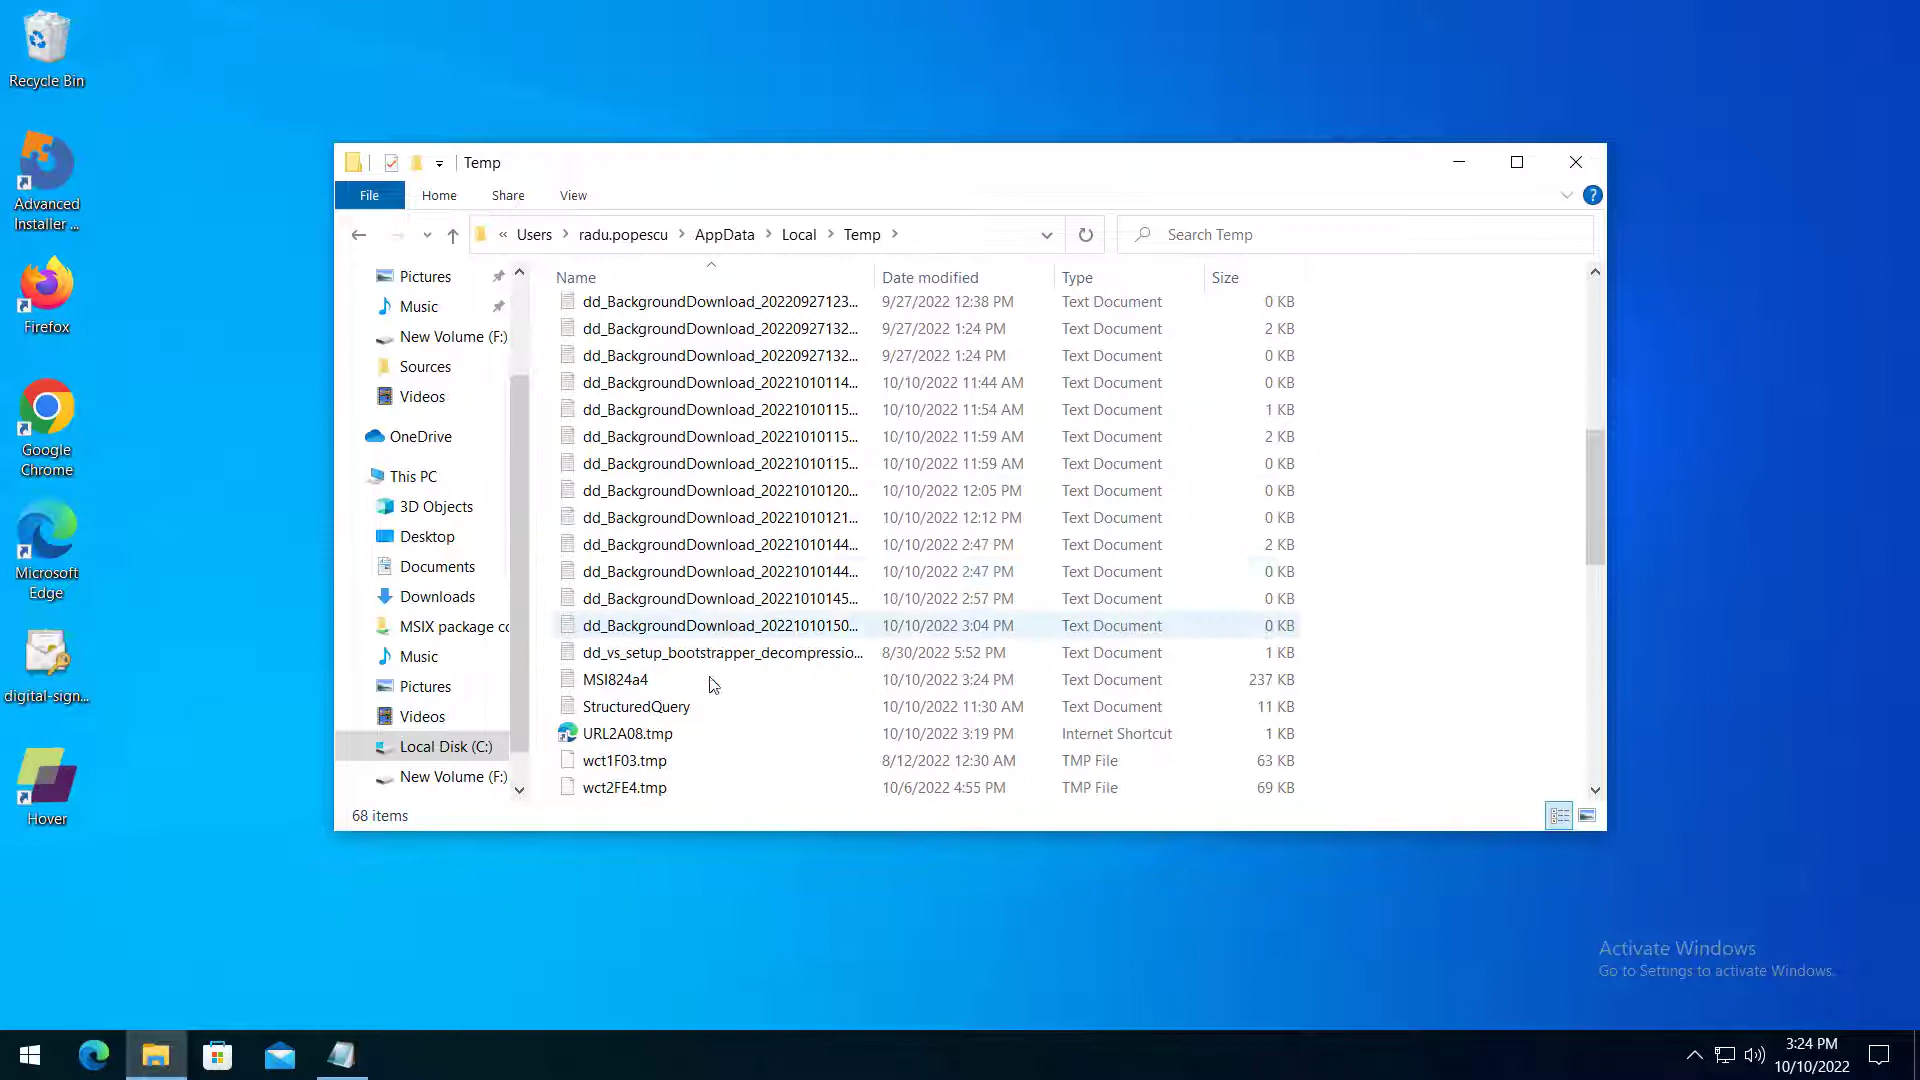 Recycle Bin
Advanced
Installer ...
Firefox
Google
Chrome
Microsoft
Edge
digital-sign...
Hover
Temp
File Home Share View
« Users > radu.popescu > AppData > Local > Temp >
Search Temp
Pictures
Music
New Volume (F:)
Sources
Videos
OneDrive
This PC
3D Objects
Desktop
Documents
Downloads
MSIX package co
Music
Pictures
Videos
Local Disk (C:)
New Volume (F:)
Name Date modified Type Size
dd_BackgroundDownload_20220927123... 9/27/2022 12:38 PM Text Document 0 KB
dd_BackgroundDownload_20220927132... 9/27/2022 1:24 PM Text Document 2 KB
dd_BackgroundDownload_20220927132... 9/27/2022 1:24 PM Text Document 0 KB
dd_BackgroundDownload_20221010114... 10/10/2022 11:44 AM Text Document 0 KB
dd_BackgroundDownload_20221010115... 10/10/2022 11:54 AM Text Document 1 KB
dd_BackgroundDownload_20221010115... 10/10/2022 11:59 AM Text Document 2 KB
dd_BackgroundDownload_20221010115... 10/10/2022 11:59 AM Text Document 0 KB
dd_BackgroundDownload_20221010120... 10/10/2022 12:05 PM Text Document 0 KB
dd_BackgroundDownload_20221010121... 10/10/2022 12:12 PM Text Document 0 KB
dd_BackgroundDownload_20221010144... 10/10/2022 2:47 PM Text Document 2 KB
dd_BackgroundDownload_20221010144... 10/10/2022 2:47 PM Text Document 0 KB
dd_BackgroundDownload_20221010145... 10/10/2022 2:57 PM Text Document 0 KB
dd_BackgroundDownload_20221010150... 10/10/2022 3:04 PM Text Document 0 KB
dd_vs_setup_bootstrapper_decompressio... 8/30/2022 5:52 PM Text Document 1 KB
MSI824a4 10/10/2022 3:24 PM Text Document 237 KB
StructuredQuery 10/10/2022 11:30 AM Text Document 11 KB
URL2A08.tmp 10/10/2022 3:19 PM Internet Shortcut 1 KB
wct1F03.tmp 8/12/2022 12:30 AM TMP File 63 KB
wct2FE4.tmp 10/6/2022 4:55 PM TMP File 69 KB
68 items
Activate Windows
Go to Settings to activate Windows.
3:24 PM
10/10/2022